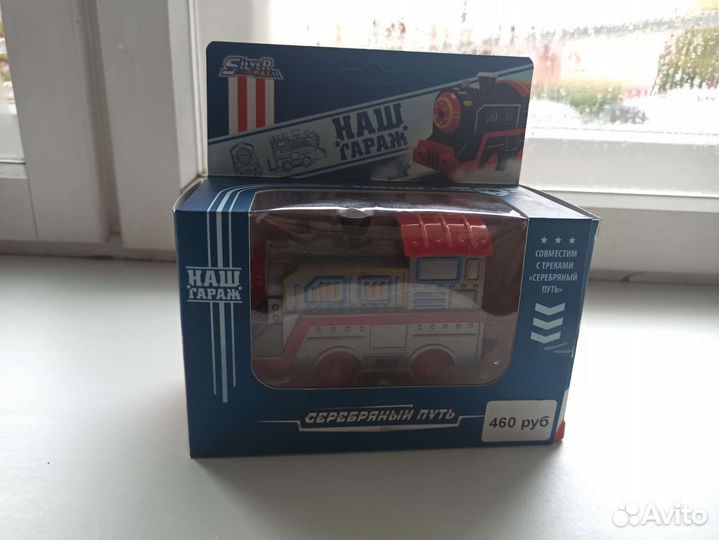 SILVER
WAY
НАШ
ГАРАЖ
НАШ
ГАРАЖ
СОВМЕСТИМ
С ТРЕКАМИ
«СЕРЕБРЯНЫЙ
ПУТЬ»
СЕРЕБРЯНЫЙ ПУТЬ
460 руб
Avito